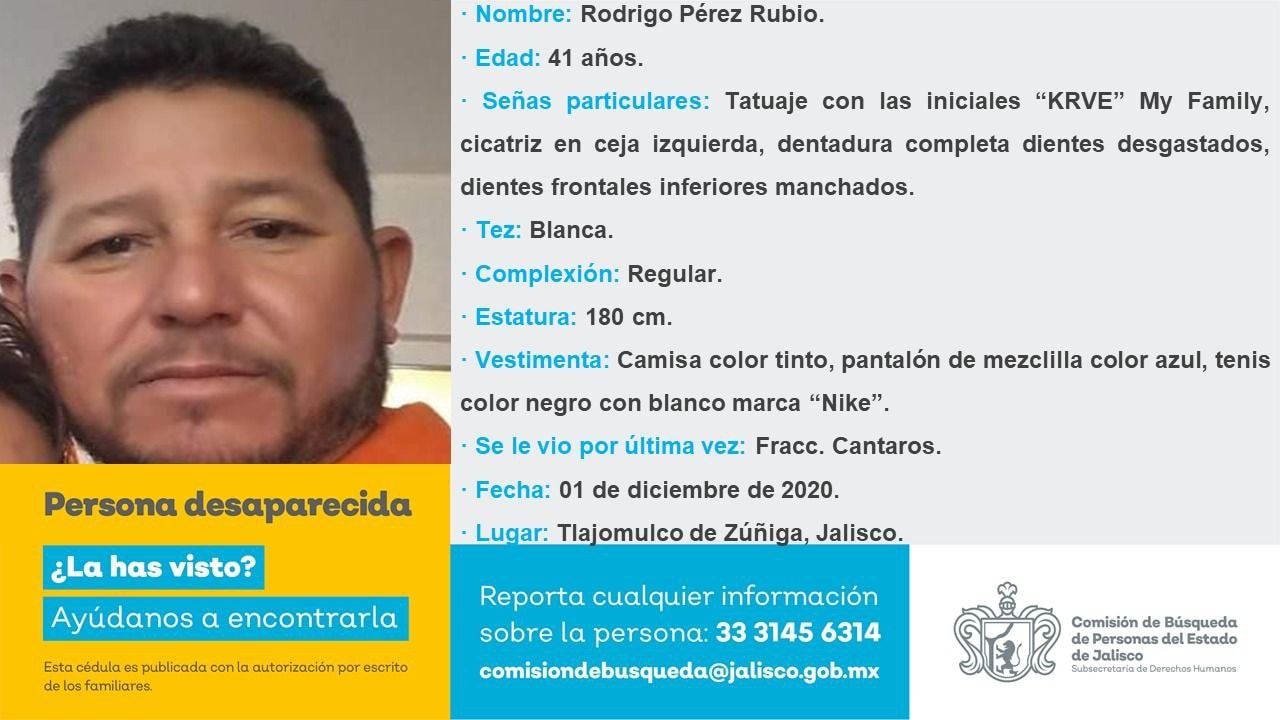 · Nombre: Rodrigo Pérez Rubio.
· Edad: 41 años.
· Señas particulares: Tatuaje con las iniciales “KRVE” My Family,
cicatriz en ceja izquierda, dentadura completa dientes desgastados,
dientes frontales inferiores manchados.
· Tez: Blanca.
· Complexión: Regular.
· Estatura: 180 cm.
· Vestimenta: Camisa color tinto, pantalón de mezclilla color azul, tenis
color negro con blanco marca “Nike”.
· Se le vio por última vez: Fracc. Cantaros.
· Fecha: 01 de diciembre de 2020.
· Lugar: Tlajomulco de Zúñiga, Jalisco.
Persona desaparecida
¿La has visto?
Ayúdanos a encontrarla
Esta cédula es publicada con la autorización por escrito
de los familiares.
Reporta cualquier información
sobre la persona: 33 3145 6314
comisiondebusqueda@jalisco.gob.mx
Comisión de Búsqueda
de Personas del Estado
de Jalisco
Subsecretaría de Derechos Humanos